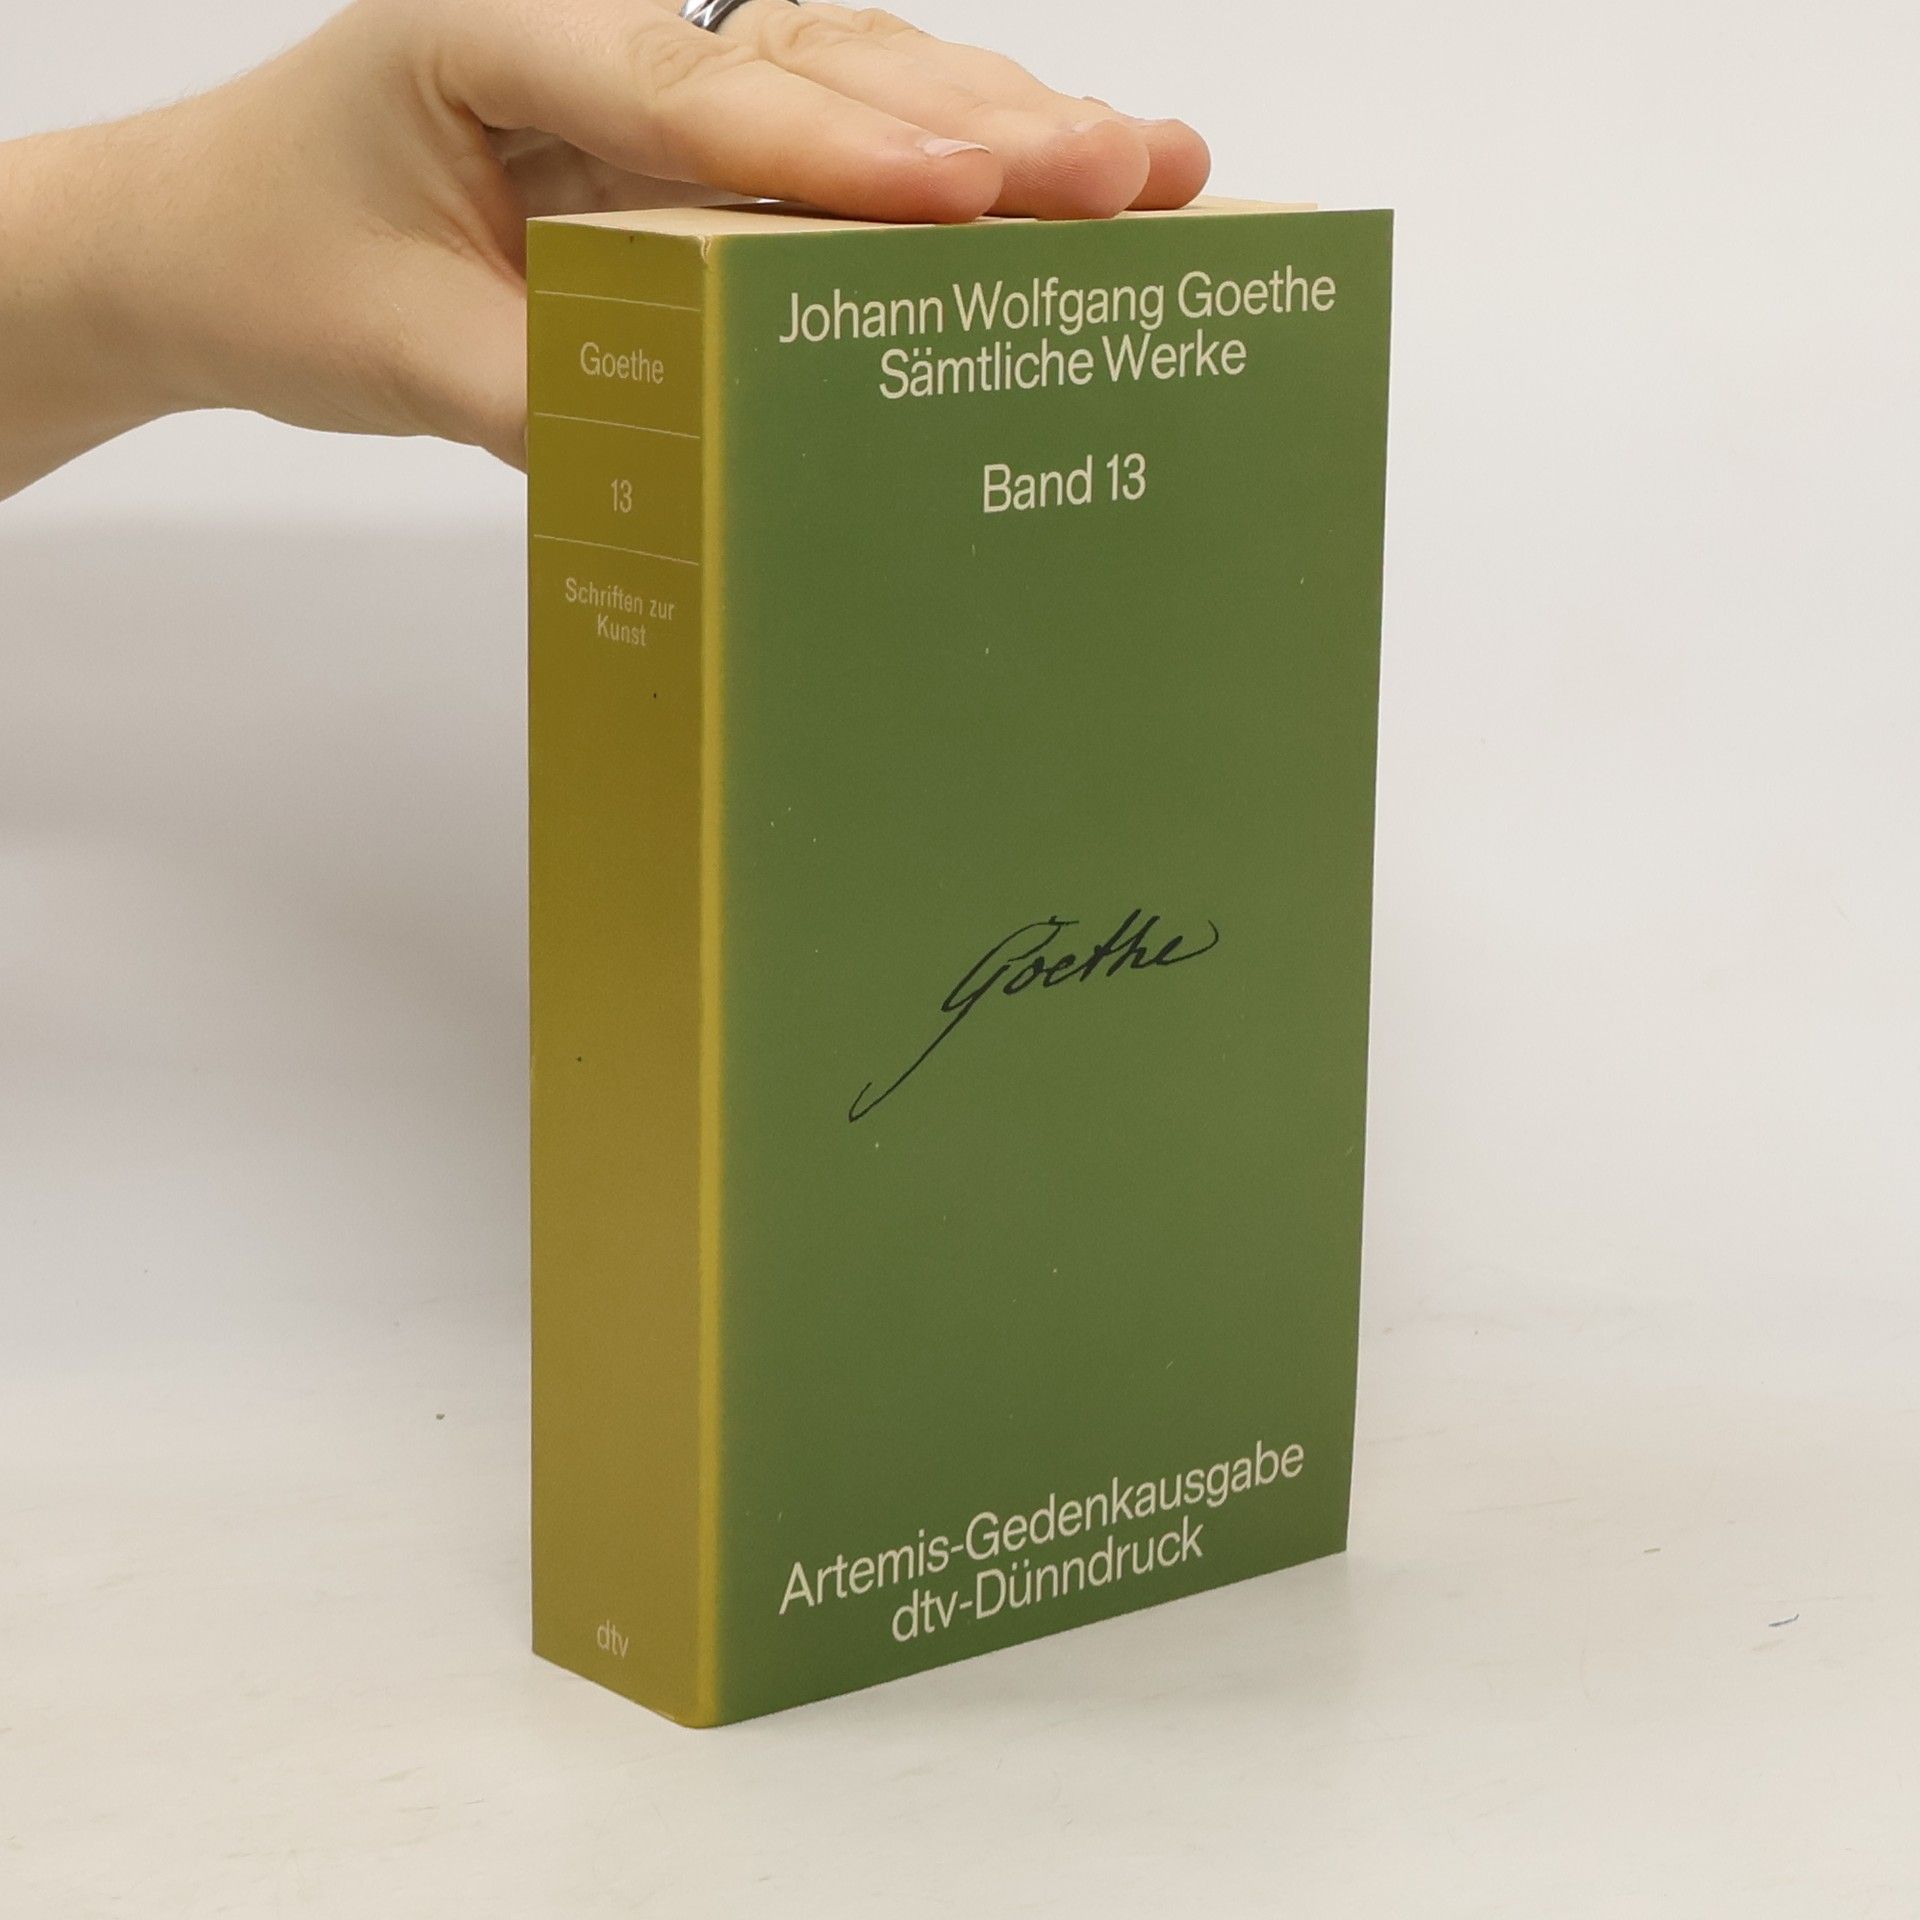 Goethe
13
Schriften zur
Kunst
dtv
Johann Wolfgang Goethe
Sämtliche Werke
Band 13
Goethe
Artemis-Gedenkausgabe
dtv-Dünndruck